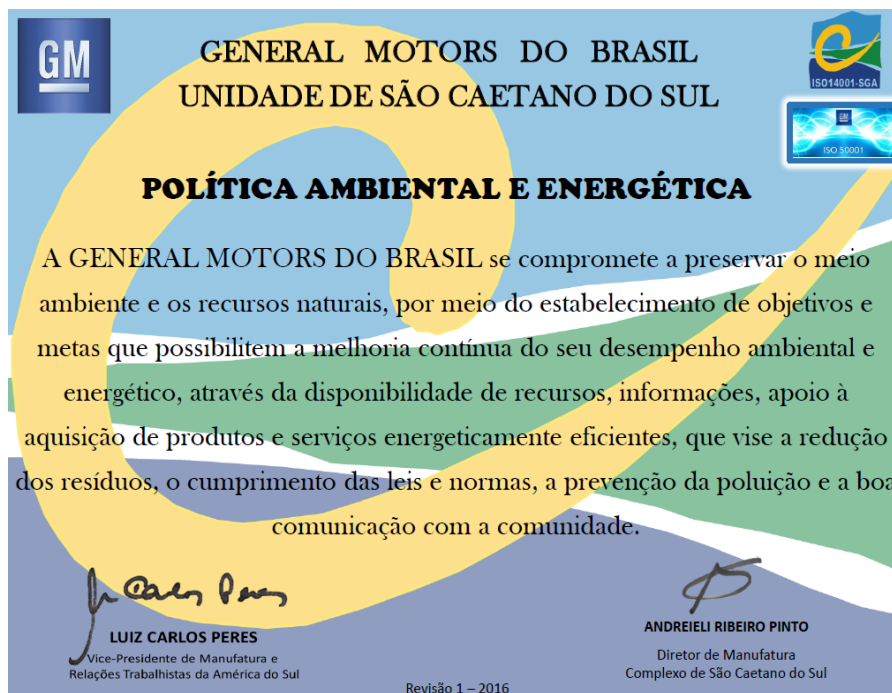 GM
GENERAL MOTORS DO BRASIL
UNIDADE DE SÃO CAETANO DO SUL
ISO14001-SGA
GM
ISO 50001
POLÍTICA AMBIENTAL E ENERGÉTICA
A GENERAL MOTORS DO BRASIL se compromete a preservar o meio
ambiente e os recursos naturais, por meio do estabelecimento de objetivos e
metas que possibilitem a melhoria contínua do seu desempenho ambiental e
energético, através da disponibilidade de recursos, informações, apoio à
aquisição de produtos e serviços energeticamente eficientes, que vise a redução
dos resíduos, o cumprimento das leis e normas, a prevenção da poluição e a boa
comunicação com a comunidade.
Carlos Peres
LUIZ CARLOS PERES
Vice-Presidente de Manufatura e
Relações Trabalhistas da América do Sul
ANDREIELI RIBEIRO PINTO
Diretor de Manufatura
Complexo de São Caetano do Sul
Revisão 1 – 2016